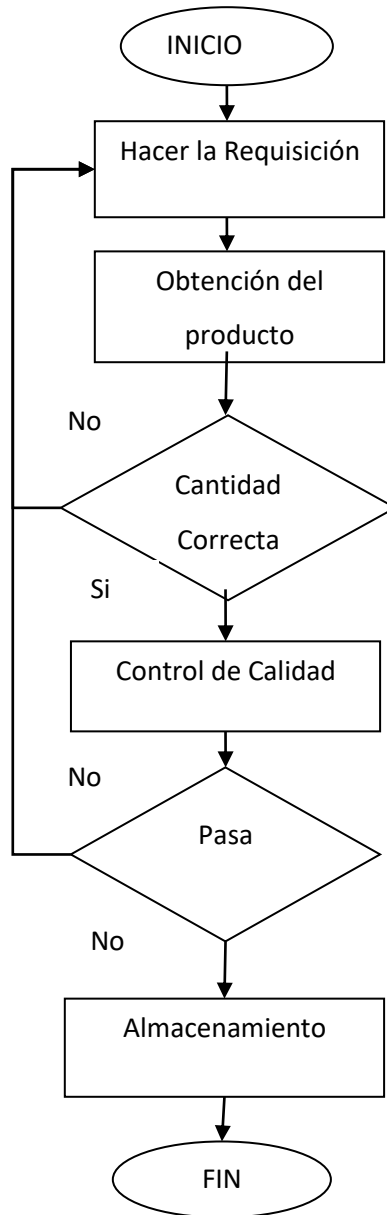 INICIO
Hacer la Requisición
Obtención del
producto
No
Cantidad
Correcta
Si
Control de Calidad
No
Pasa
No
Almacenamiento
FIN